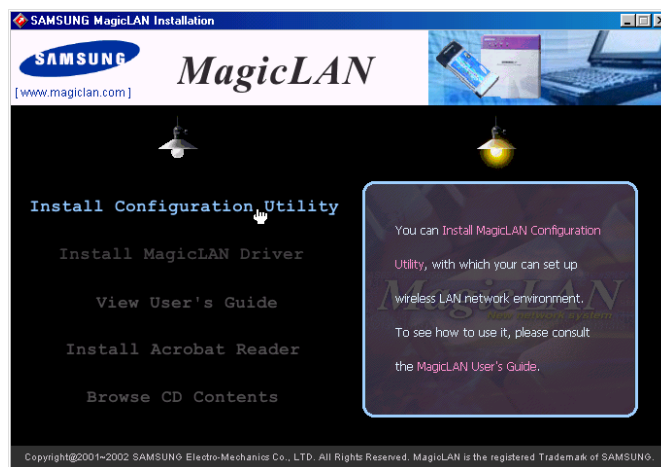 SAMSUNG MagicLAN Installation
SAMSUNG
[www.magiclan.com]
MagicLAN
Install Configuration Utility
Install MagicLAN Driver
View User's Guide
Install Acrobat Reader
Browse CD Contents
You can Install MagicLAN Configuration
Utility, with which your can set up
wireless LAN network environment.
To see how to use it, please consult
the MagicLAN User's Guide.
MagicLAN
New network system
Copyright@2001~2002 SAMSUNG Electro-Mechanics Co., LTD. All Rights Reserved. MagicLAN is the registered Trademark of SAMSUNG.